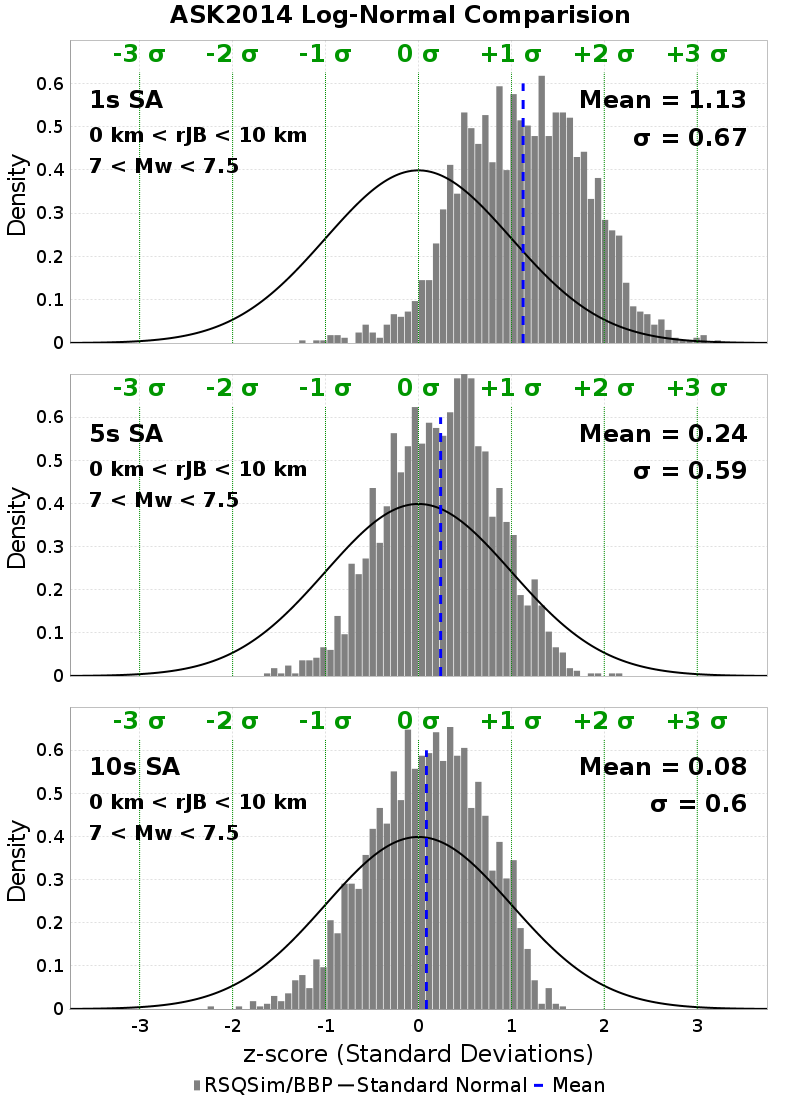 ASK2014 Log-Normal Comparision
-3 σ -2 σ -1 σ 0 σ +1 σ +2 σ +3 σ
1s SA
0 km < rJB < 10 km
7 < Mw < 7.5
Mean = 1.13
σ = 0.67
Density
0.6
0.5
0.4
0.3
0.2
0.1
0
-3 σ -2 σ -1 σ 0 σ +1 σ +2 σ +3 σ
5s SA
0 km < rJB < 10 km
7 < Mw < 7.5
Mean = 0.24
σ = 0.59
Density
0.6
0.5
0.4
0.3
0.2
0.1
0
-3 σ -2 σ -1 σ 0 σ +1 σ +2 σ +3 σ
10s SA
0 km < rJB < 10 km
7 < Mw < 7.5
Mean = 0.08
σ = 0.6
Density
0.6
0.5
0.4
0.3
0.2
0.1
0
-3 -2 -1 0 1 2 3
z-score (Standard Deviations)
RSQSim/BBP Standard Normal Mean